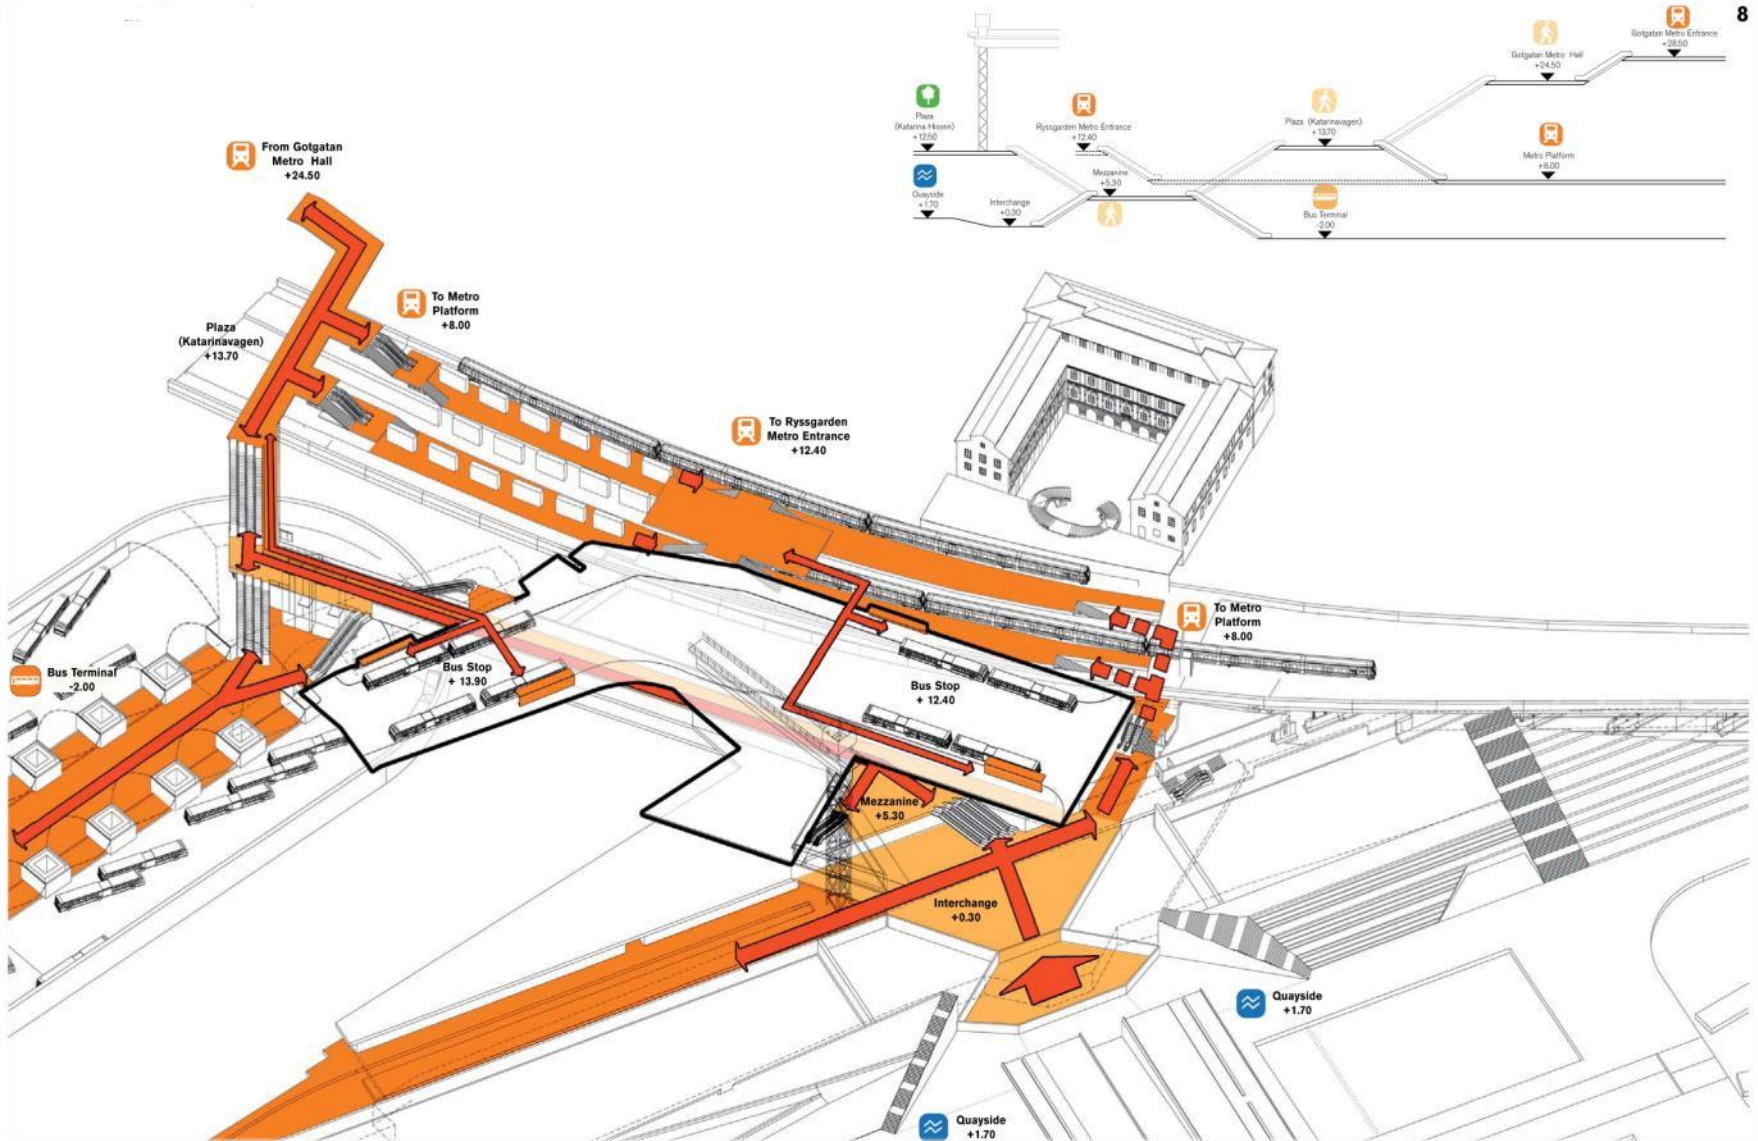 8
Gotgatan Metro Entrance
+28.50
Gotgatan Metro Hall
+24.50
Plaza
(Katarina Hissen)
+12.50
Ryssgarden Metro Entrance
+12.40
Plaza (Katarinavagen)
+13.70
Metro Platform
+8.00
Mezzanine
+5.30
Quayside
+1.70
Interchange
+0.30
Bus Terminal
-2.00
From Gotgatan
Metro Hall
+24.50
To Metro
Platform
+8.00
Plaza
(Katarinavagen)
+13.70
To Ryssgarden
Metro Entrance
+12.40
To Metro
Platform
+8.00
Bus Terminal
-2.00
Bus Stop
+ 13.90
Bus Stop
+ 12.40
Mezzanine
+5.30
Interchange
+0.30
Quayside
+1.70
Quayside
+1.70